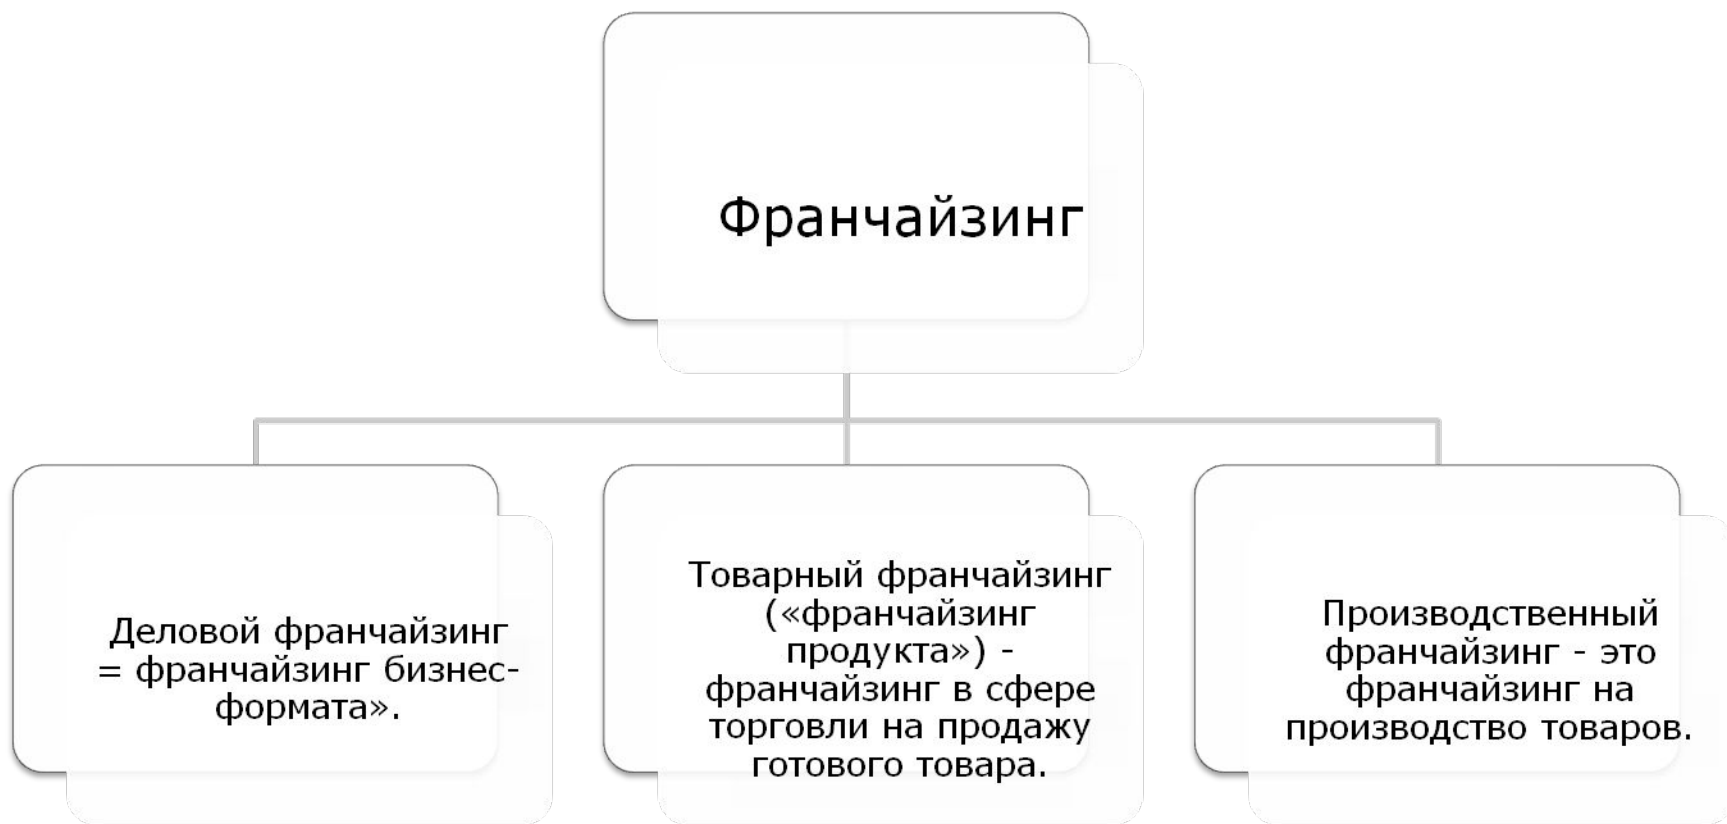 Франчайзинг
Деловой франчайзинг
= франчайзинг бизнес-
формата».
Товарный франчайзинг
(«франчайзинг
продукта») -
франчайзинг в сфере
торговли на продажу
готового товара.
Производственный
франчайзинг - это
франчайзинг на
производство товаров.